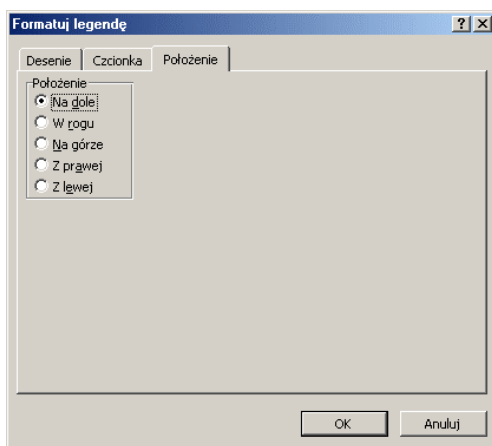 Formatuj legendę
Desenie Czcionka Położenie
Położenie
Na dole
W rogu
Na górze
Z prawej
Z lewej
OK Anuluj